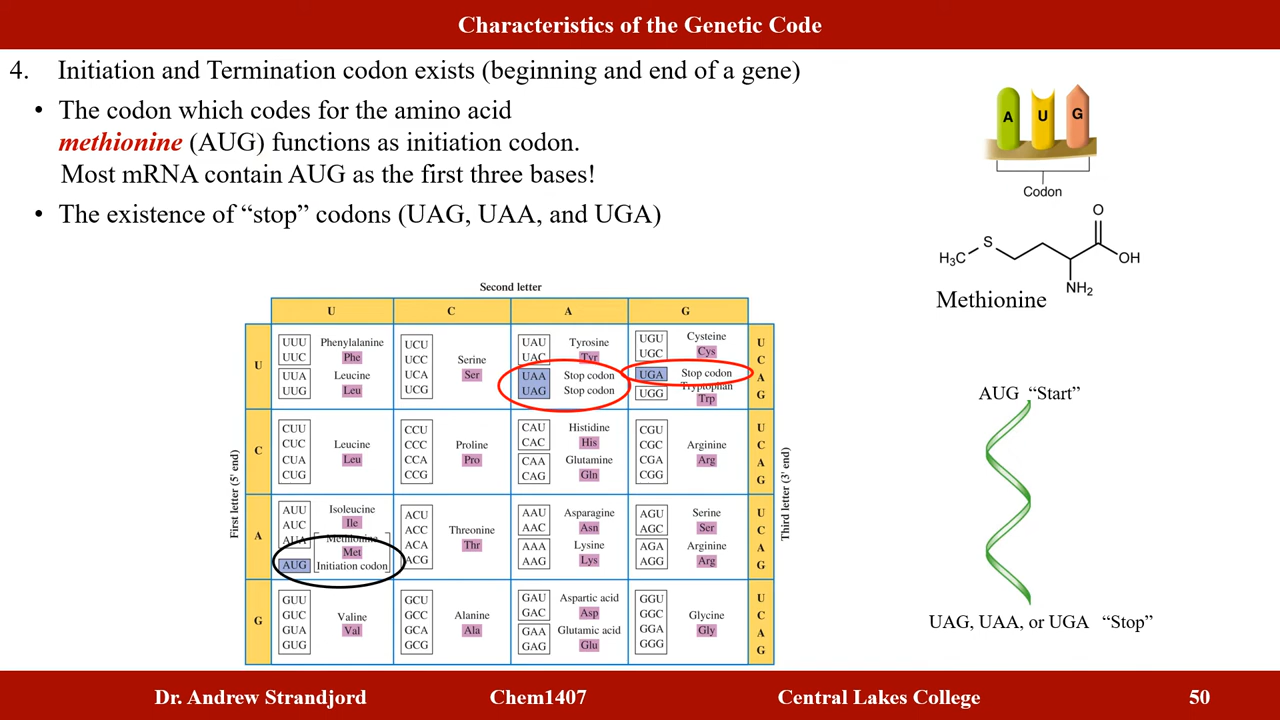 Characteristics of the Genetic Code
4. Initiation and Termination codon exists (beginning and end of a gene)
• The codon which codes for the amino acid
methionine (AUG) functions as initiation codon.
Most mRNA contain AUG as the first three bases!
• The existence of “stop” codons (UAG, UAA, and UGA)
A U G
Codon
O
S
H3C
OH
NH2
Methionine
AUG “Start”
UAG, UAA, or UGA “Stop”
Second letter
U C A G
First letter (5' end)
Third letter (3' end)
U
UUU Phenylalanine
UUC Phe
UUA Leucine
UUG Leu
UCU
UCC Serine
UCA Ser
UCG
UAU Tyrosine
UAC Tyr
UAA Stop codon
UAG Stop codon
UGU Cysteine
UGC Cys
UGA Stop codon
UGG Tryptophan
Trp
U
C
A
G
C
CUU
CUC Leucine
CUA Leu
CUG
CCU
CCC Proline
CCA Pro
CCG
CAU Histidine
CAC His
CAA Glutamine
CAG Gln
CGU
CGC Arginine
CGA Arg
CGG
U
C
A
G
A
AUU Isoleucine
AUC Ile
AUA Methionine
Met
AUG Initiation codon
ACU
ACC Threonine
ACA Thr
ACG
AAU Asparagine
AAC Asn
AAA Lysine
AAG Lys
AGU Serine
AGC Ser
AGA Arginine
AGG Arg
U
C
A
G
G
GUU
GUC Valine
GUA Val
GUG
GCU
GCC Alanine
GCA Ala
GCG
GAU Aspartic acid
GAC Asp
GAA Glutamic acid
GAG Glu
GGU
GGC Glycine
GGA Gly
GGG
U
C
A
G
Dr. Andrew Strandjord Chem1407 Central Lakes College 50